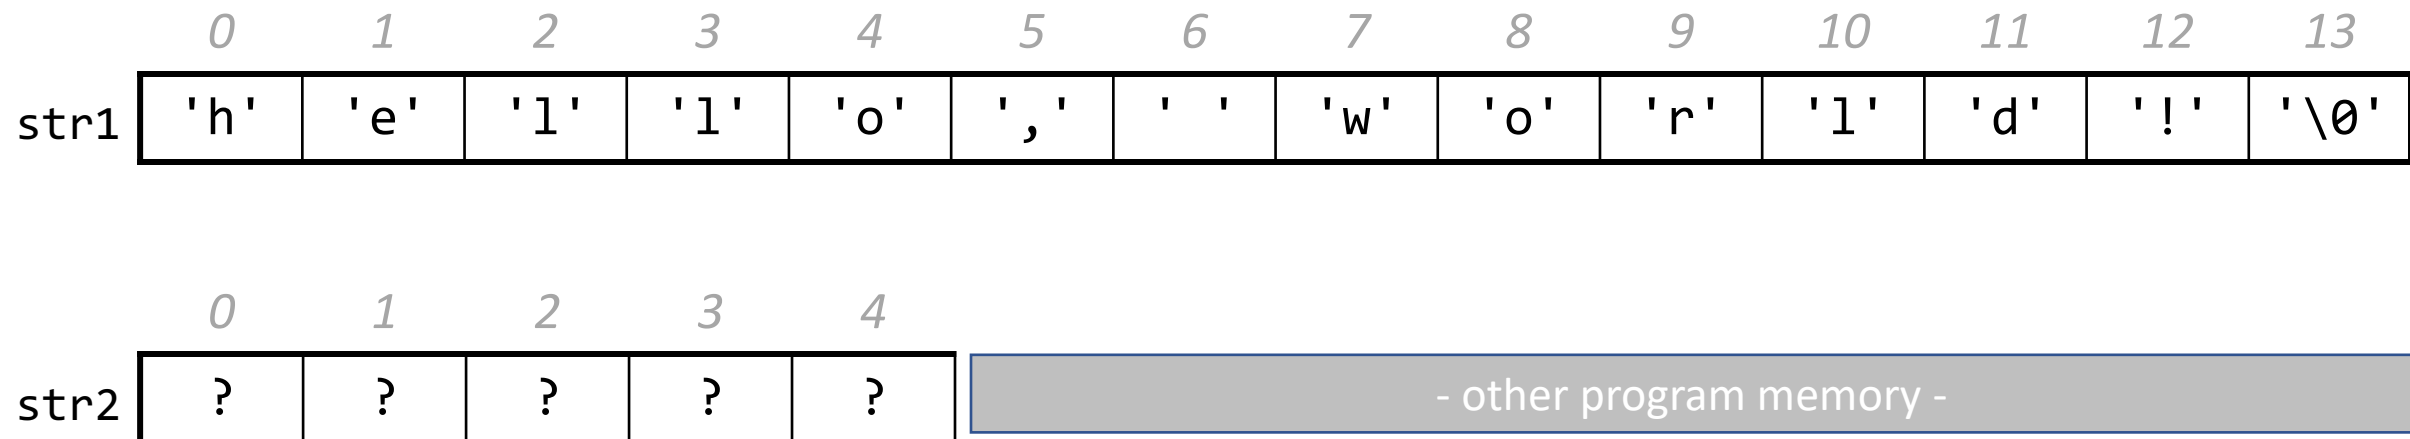 0 1 2 3 4 5 6 7 8 9 10 11 12 13
str1 'h' 'e' 'l' 'l' 'o' ',' ' ' 'w' 'o' 'r' 'l' 'd' '!' '\0'
0 1 2 3 4
str2 ? ? ? ? ? - other program memory -